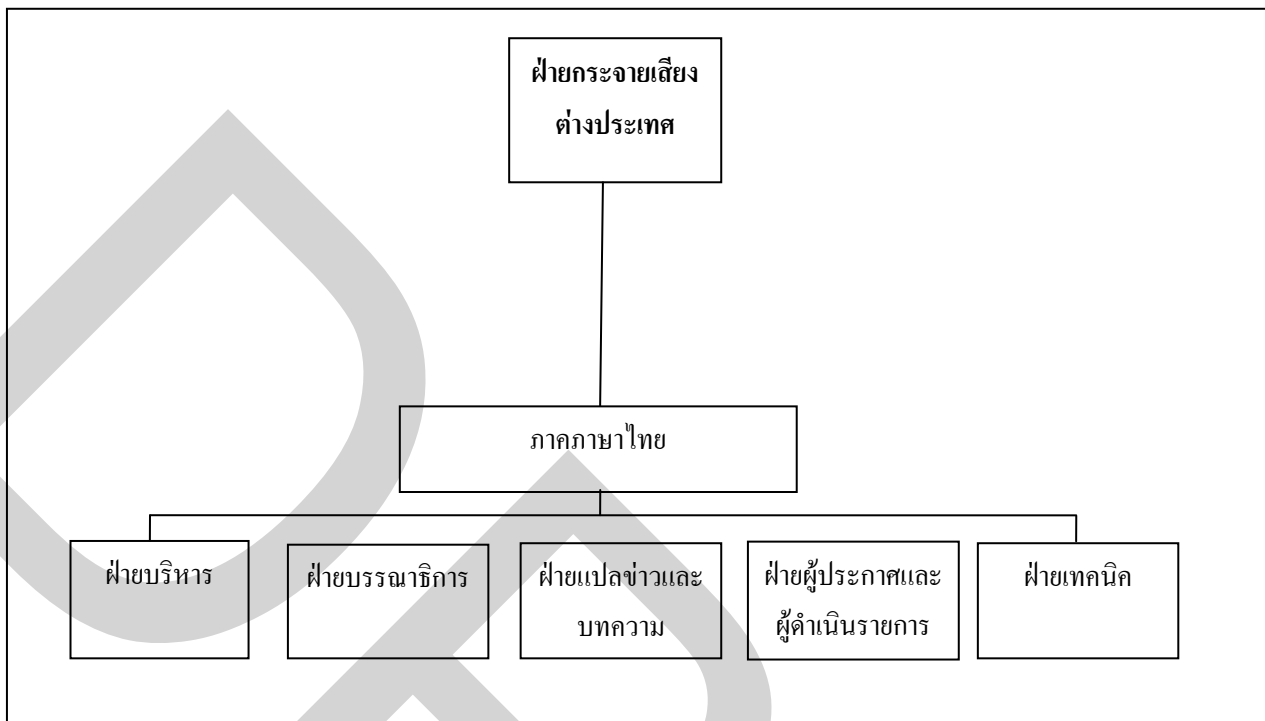 ฝ่ายกระจายเสียง
ต่างประเทศ
ภาคภาษาไทย
ฝ่ายบริหาร
ฝ่ายบรรณาธิการ
ฝ่ายแปลข่าวและ
บทความ
ฝ่ายผู้ประกาศและ
ผู้ดำเนินรายการ
ฝ่ายเทคนิค